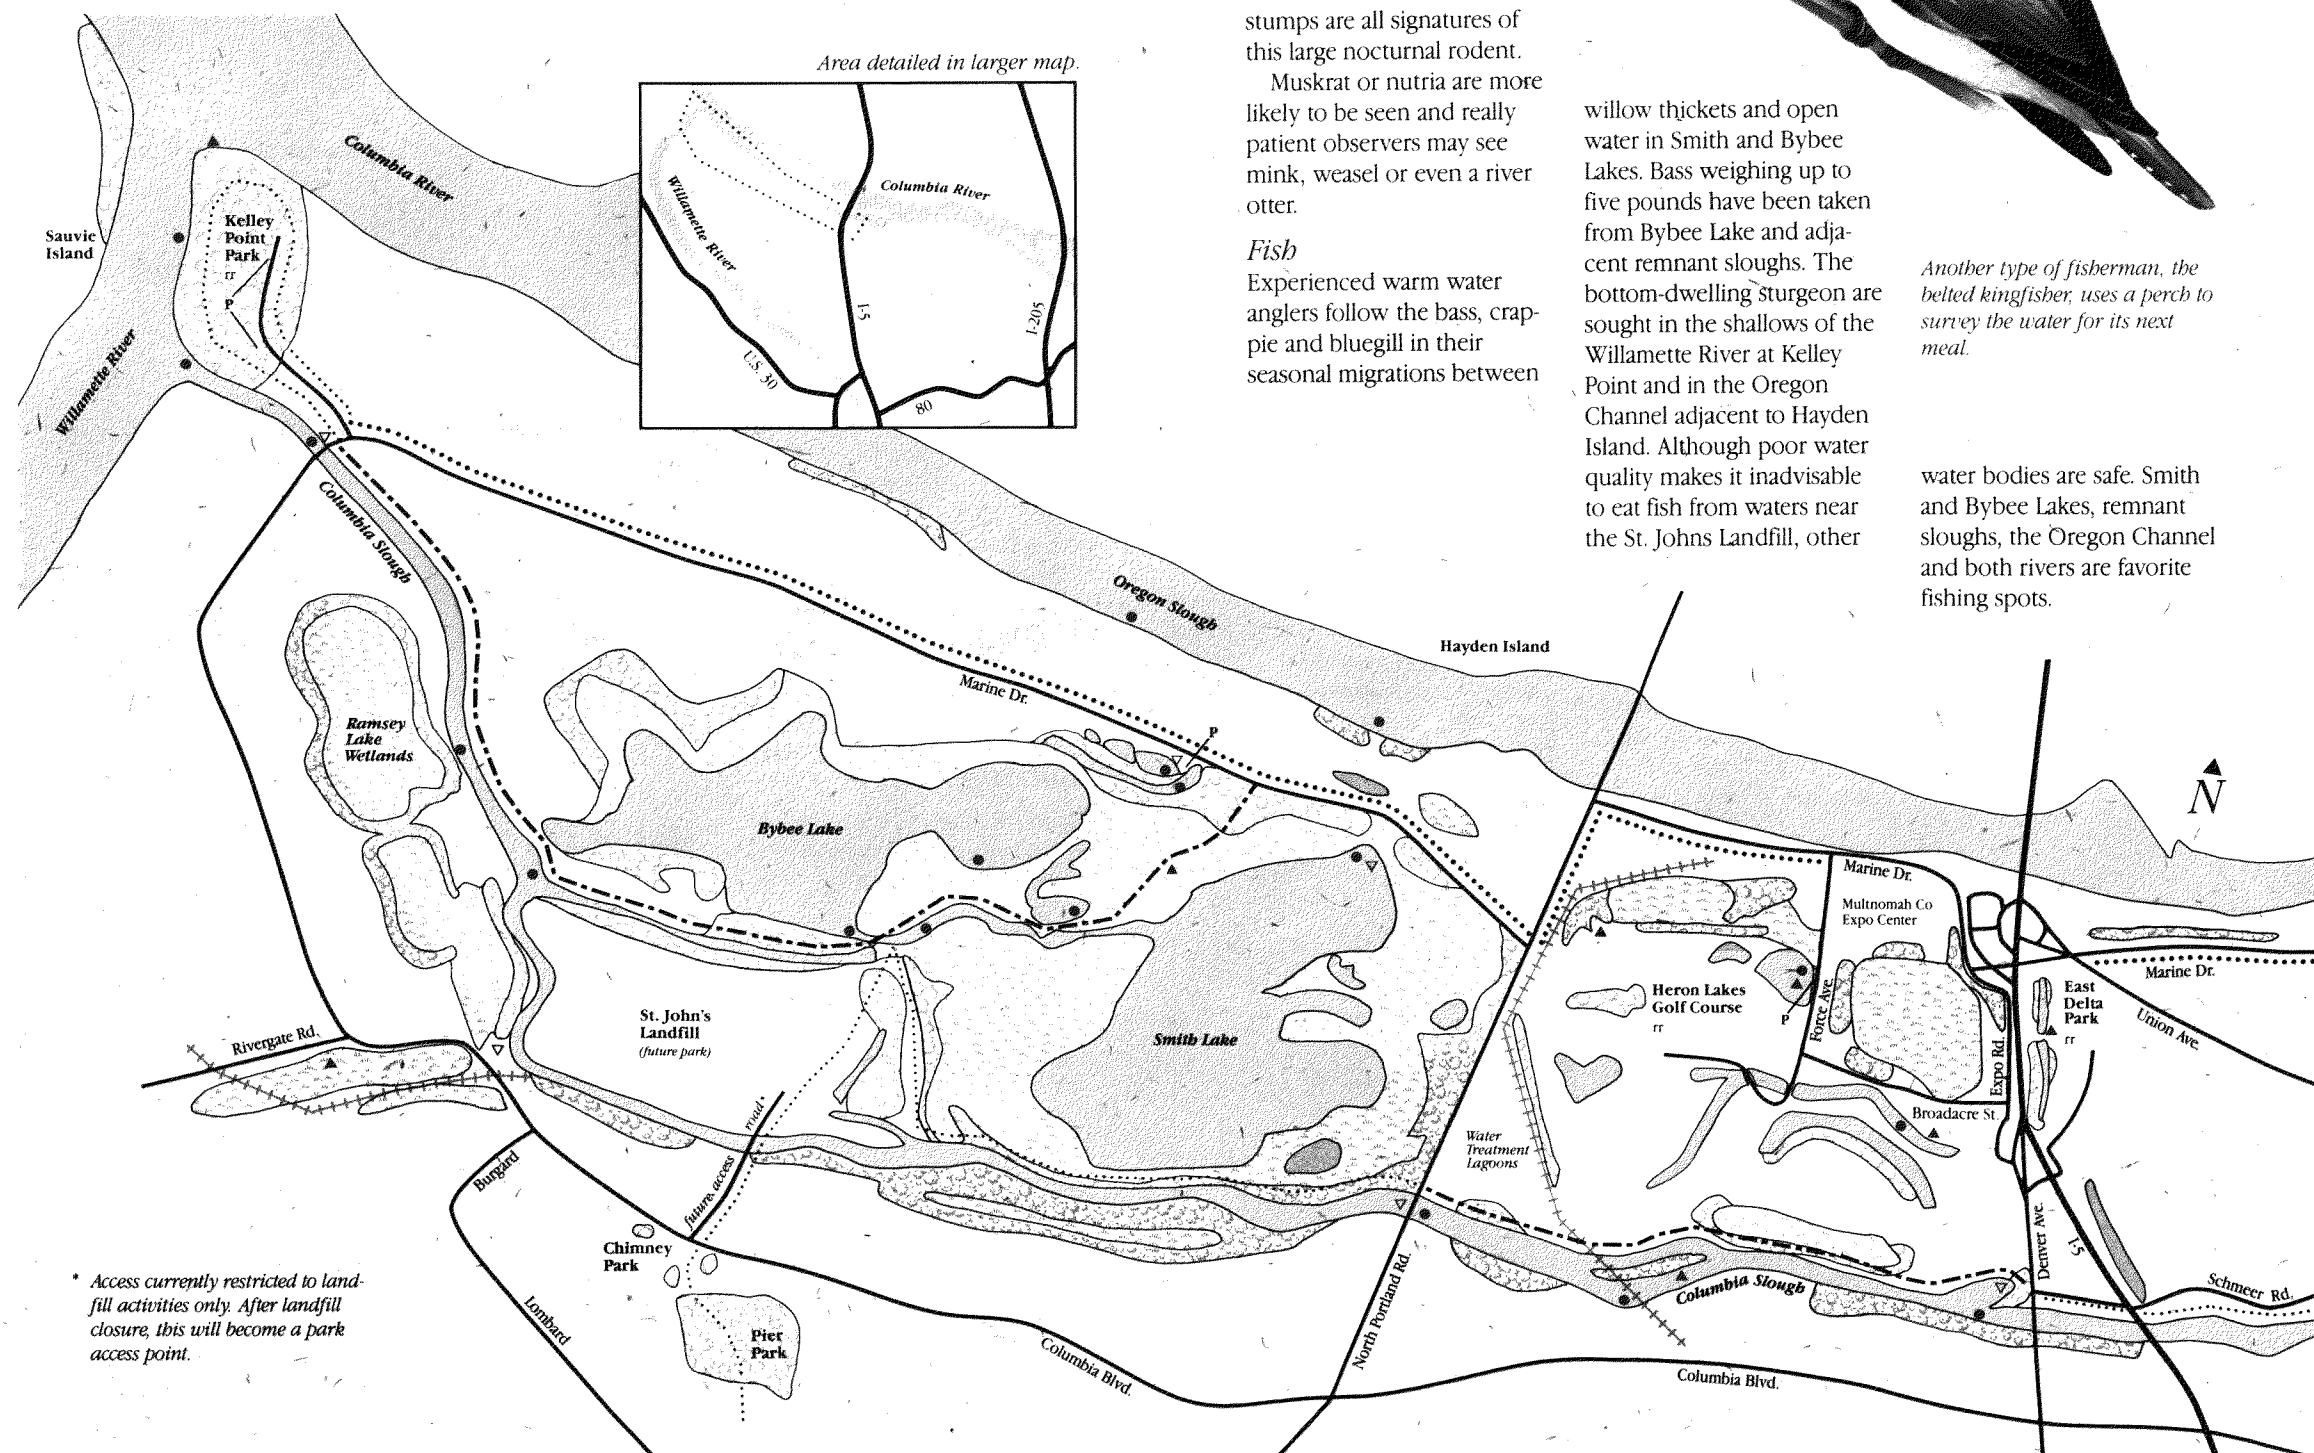 stumps are all signatures of
this large nocturnal rodent.
Muskrat or nutria are more
likely to be seen and really
patient observers may see
mink, weasel or even a river
otter.
Fish
Experienced warm water
anglers follow the bass, crap-
pie and bluegill in their
seasonal migrations between
willow thickets and open
water in Smith and Bybee
Lakes. Bass weighing up to
five pounds have been taken
from Bybee Lake and adja-
cent remnant sloughs. The
bottom-dwelling sturgeon are
sought in the shallows of the
Willamette River at Kelley
Point and in the Oregon
Channel adjacent to Hayden
Island. Although poor water
quality makes it inadvisable
to eat fish from waters near
the St. Johns Landfill, other
water bodies are safe. Smith
and Bybee Lakes, remnant
sloughs, the Oregon Channel
and both rivers are favorite
fishing spots.
Another type of fisherman, the
belted kingfisher, uses a perch to
survey the water for its next
meal.
Area detailed in larger map.
Columbia River
Willamette River
I-5
I-205
U.S. 30
80
Columbia River
Sauvie
Island
Kelley
Point
Park
rr
P
Willamette River
Columbia Slough
Oregon Slough
Hayden Island
Marine Dr.
P
Ramsey
Lake
Wetlands
Bybee Lake
N
Marine Dr.
Multnomah Co
Expo Center
Marine Dr.
St. John's
Landfill
(future park)
Smith Lake
Heron Lakes
Golf Course
rr
P
Force Ave.
East
Delta
Park
rr
Union Ave.
Expo Rd.
Rivergate Rd.
Broadacre St.
road*
future access
Water
Treatment
Lagoons
Burgard
Chimney
Park
Denver Ave.
I-5
Columbia Slough
Schmeer Rd.
Lombard
Pier
Park
North Portland Rd.
Columbia Blvd.
Columbia Blvd.
* Access currently restricted to land-
fill activities only. After landfill
closure, this will become a park
access point.